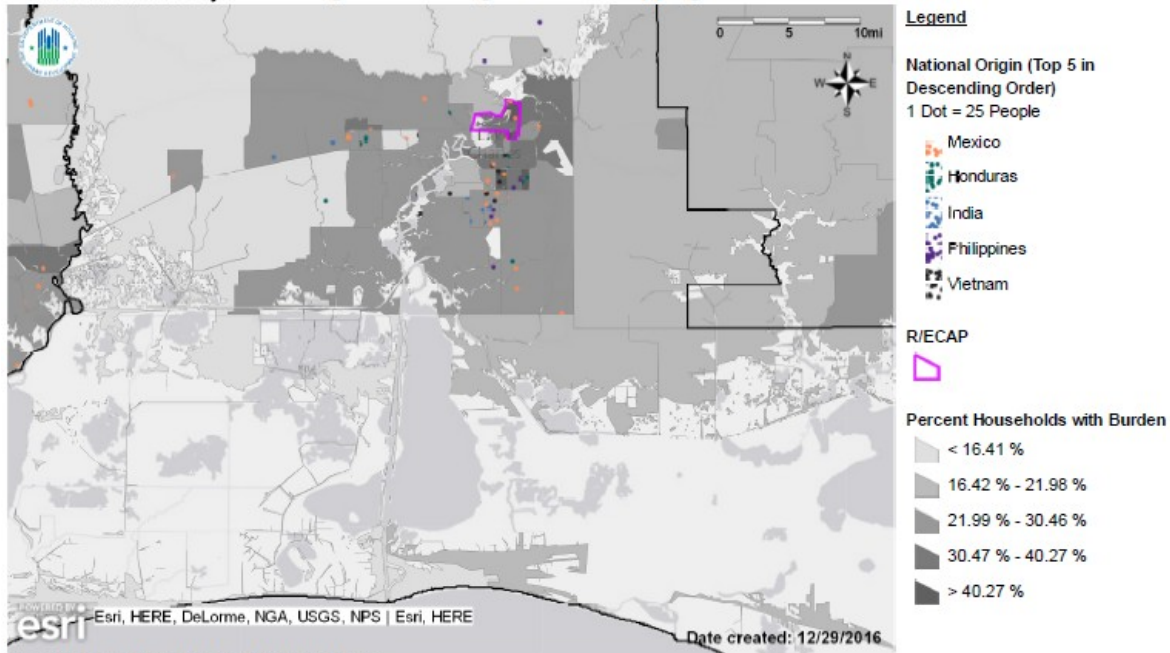 0 5 10mi
N
W E
S
Legend
National Origin (Top 5 in
Descending Order)
1 Dot = 25 People
Mexico
Honduras
India
Philippines
Vietnam
R/ECAP
Percent Households with Burden
< 16.41 %
16.42 % - 21.98 %
21.99 % - 30.46 %
30.47 % - 40.27 %
> 40.27 %
POWERED BY
esri
Esri, HERE, DeLorme, NGA, USGS, NPS | Esri, HERE
Date created: 12/29/2016